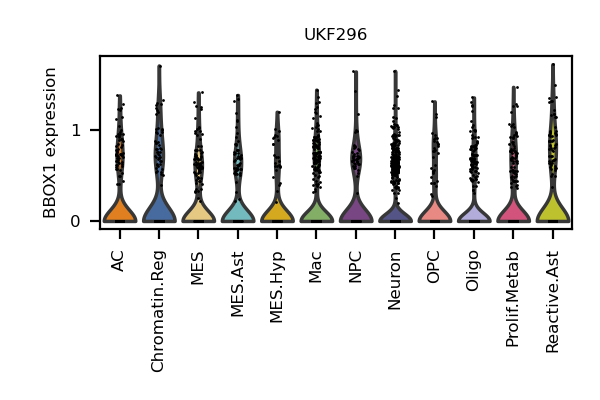 UKF296
BBOX1 expression
1
0
AC
Chromatin.Reg
MES
MES.Ast
MES.Hyp
Mac
NPC
Neuron
OPC
Oligo
Prolif.Metab
Reactive.Ast